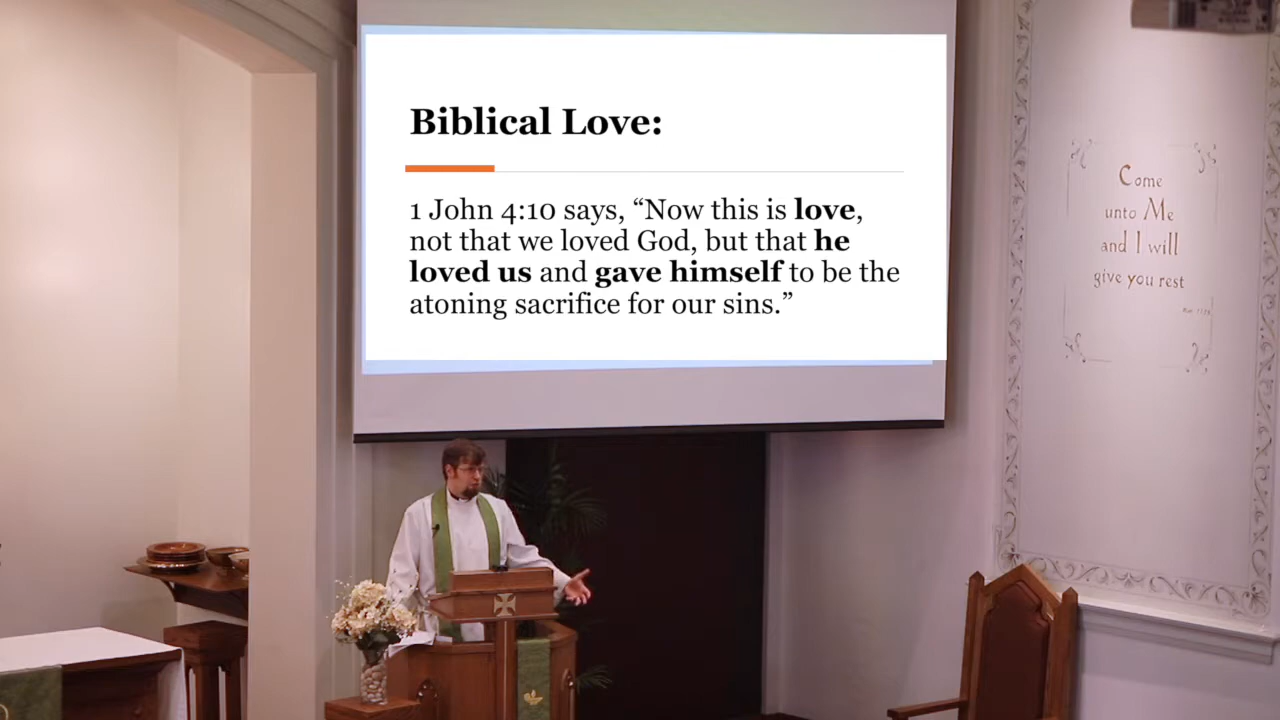 Biblical Love:
1 John 4:10 says, “Now this is love,
not that we loved God, but that he
loved us and gave himself to be the
atoning sacrifice for our sins.”
Come
unto Me
and I will
give you rest